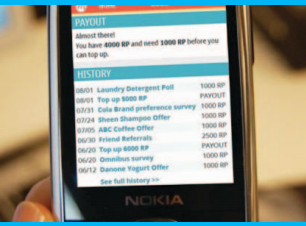 PAYOUT
Almost there!
You have 4000 RP and need 1000 RP before you
can top up.
HISTORY
08/01 Laundry Detergent Poll 1000 RP
08/01 Top up 6000 RP PAYOUT
07/31 Cola Brand preference survey 1000 RP
07/24 Sheen Shampoo Offer 1000 RP
07/05 ABC Coffee Offer 1000 RP
06/30 Friend Referrals 2500 RP
06/20 Top up 6000 RP PAYOUT
06/20 Omnibus survey 1000 RP
06/12 Danone Yogurt Offer 1000 RP
See full history >>
NOKIA